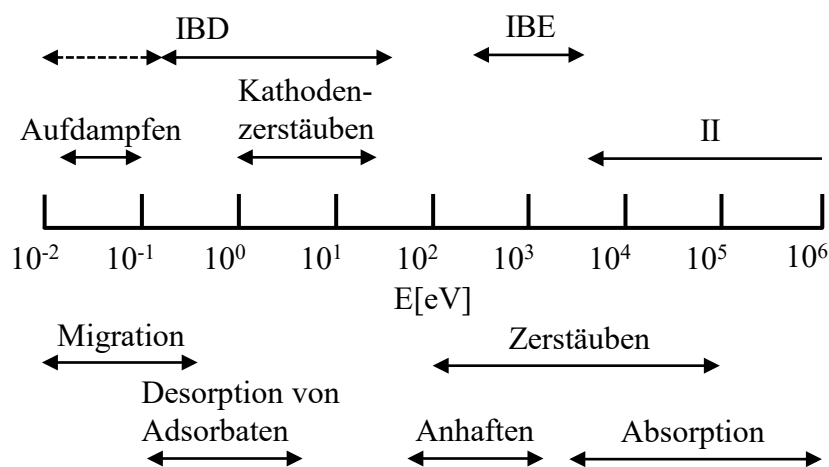 IBD
IBE
Kathoden-
Aufdampfen zerstäuben
II
10⁻² 10⁻¹ 10⁰ 10¹ 10² 10³ 10⁴ 10⁵ 10⁶
E[eV]
Migration
Zerstäuben
Desorption von
Adsorbaten
Anhaften
Absorption